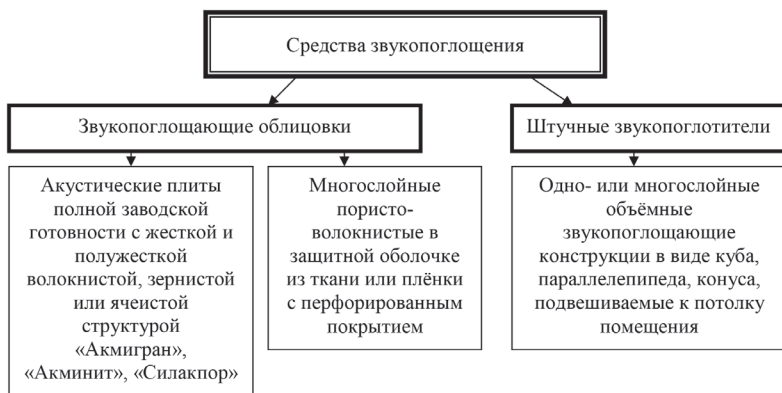 Средства звукопоглощения
Звукопоглощающие облицовки
Штучные звукопоглотители
Акустические плиты
полной заводской
готовности с жесткой и
полужесткой
волокнистой, зернистой
или ячеистой
структурой
«Акмигран»,
«Акминит», «Силакпор»
Многослойные
пористо-
волокнистые в
защитной оболочке
из ткани или плёнки
с перфорированным
покрытием
Одно- или многослойные
объёмные
звукопоглощающие
конструкции в виде куба,
параллелепипеда, конуса,
подвешиваемые к потолку
помещения